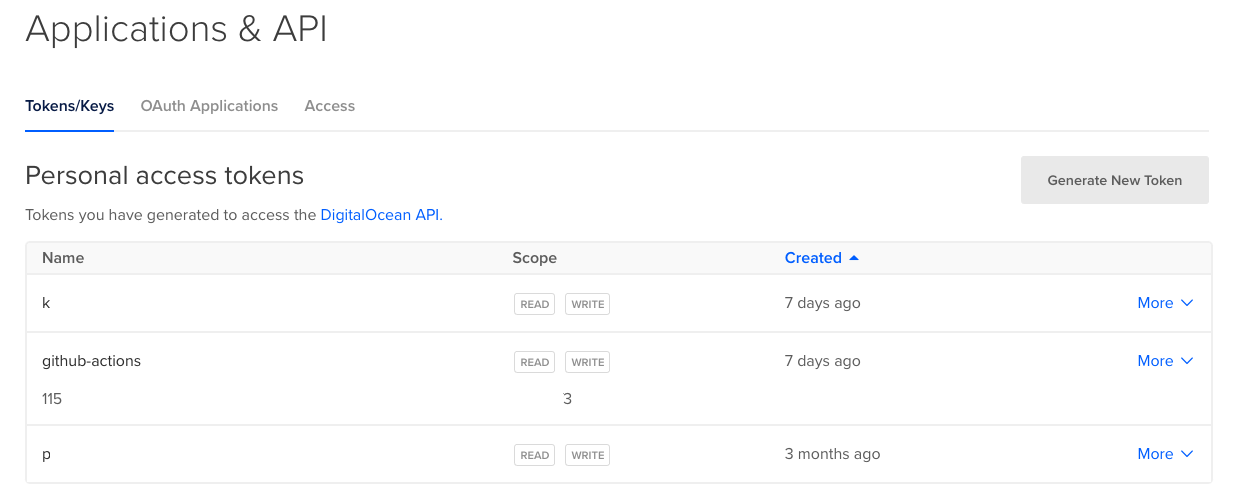 Applications & API
Tokens/Keys OAuth Applications Access
Personal access tokens
Generate New Token
Tokens you have generated to access the DigitalOcean API.
Name Scope Created
k READ WRITE 7 days ago More
github-actions READ WRITE 7 days ago More
115 3
p READ WRITE 3 months ago More